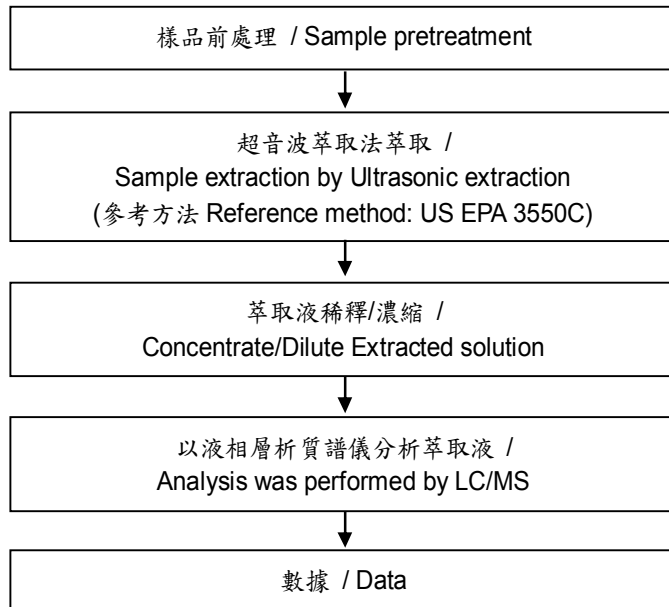 樣品前處理 / Sample pretreatment
超音波萃取法萃取 /
Sample extraction by Ultrasonic extraction
(參考方法 Reference method: US EPA 3550C)
萃取液稀釋/濃縮 /
Concentrate/Dilute Extracted solution
以液相層析質譜儀分析萃取液 /
Analysis was performed by LC/MS
數據 / Data